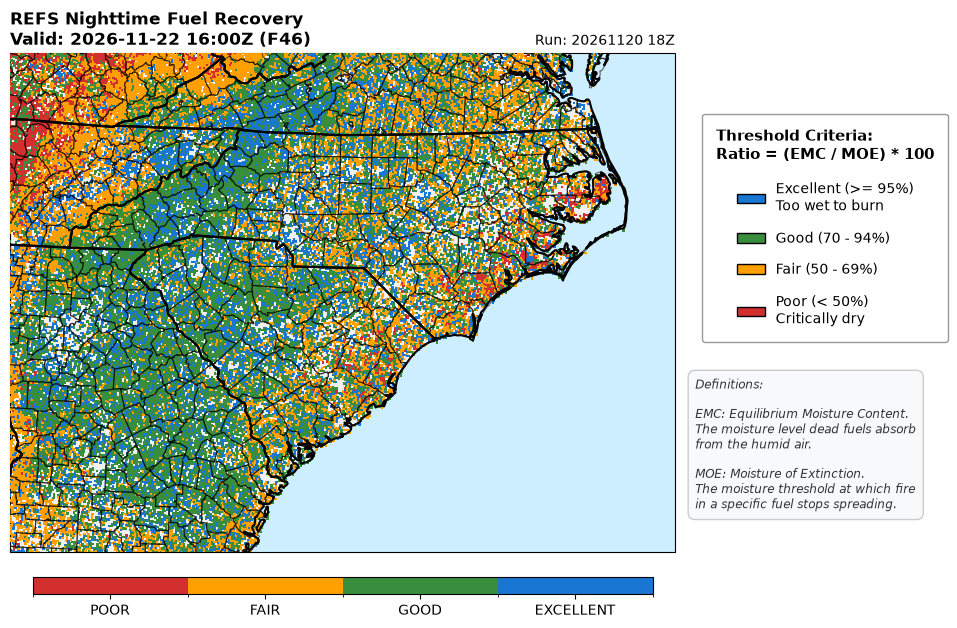 REFS Nighttime Fuel Recovery
Valid: 2026-11-22 16:00Z (F46)
Run: 20261120 18Z
Threshold Criteria:
Ratio = (EMC / MOE) * 100
Excellent (>= 95%)
Too wet to burn
Good (70 - 94%)
Fair (50 - 69%)
Poor (< 50%)
Critically dry
Definitions:
EMC: Equilibrium Moisture Content.
The moisture level dead fuels absorb
from the humid air.
MOE: Moisture of Extinction.
The moisture threshold at which fire
in a specific fuel stops spreading.
POOR FAIR GOOD EXCELLENT